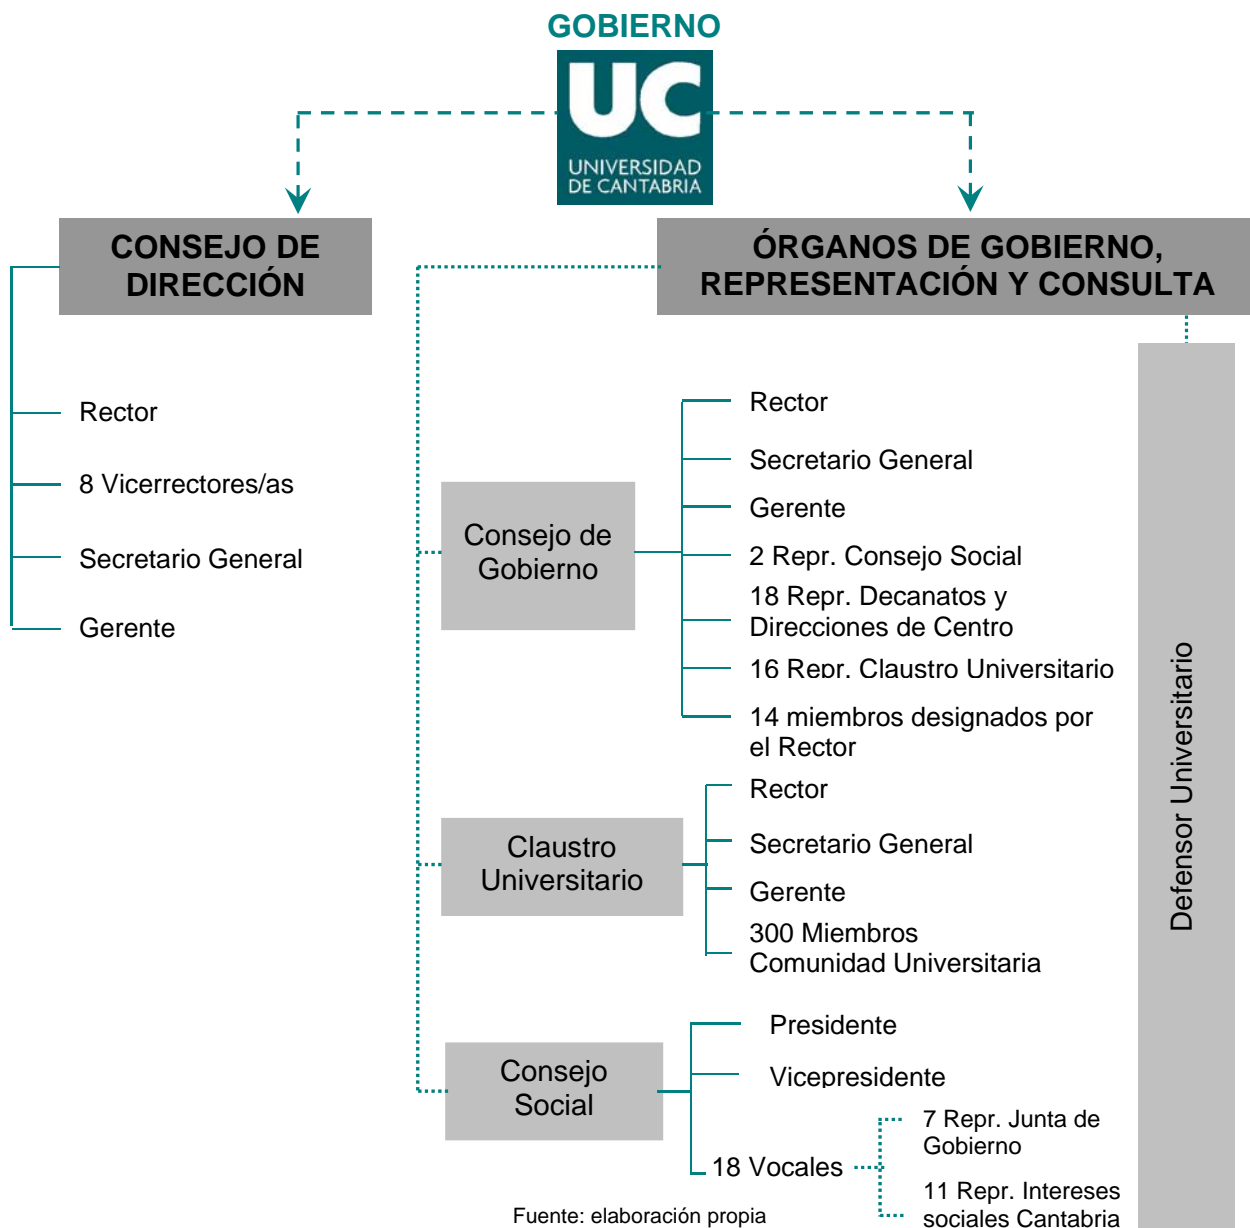 GOBIERNO
UC
UNIVERSIDAD
DE CANTABRIA
CONSEJO DE
DIRECCIÓN
Rector
8 Vicerrectores/as
Secretario General
Gerente
ÓRGANOS DE GOBIERNO,
REPRESENTACIÓN Y CONSULTA
Consejo de
Gobierno
Rector
Secretario General
Gerente
2 Repr. Consejo Social
18 Repr. Decanatos y
Direcciones de Centro
16 Repr. Claustro Universitario
14 miembros designados por
el Rector
Claustro
Universitario
Rector
Secretario General
Gerente
300 Miembros
Comunidad Universitaria
Consejo
Social
Presidente
Vicepresidente
18 Vocales
7 Repr. Junta de
Gobierno
11 Repr. Intereses
sociales Cantabria
Defensor Universitario
Fuente: elaboración propia